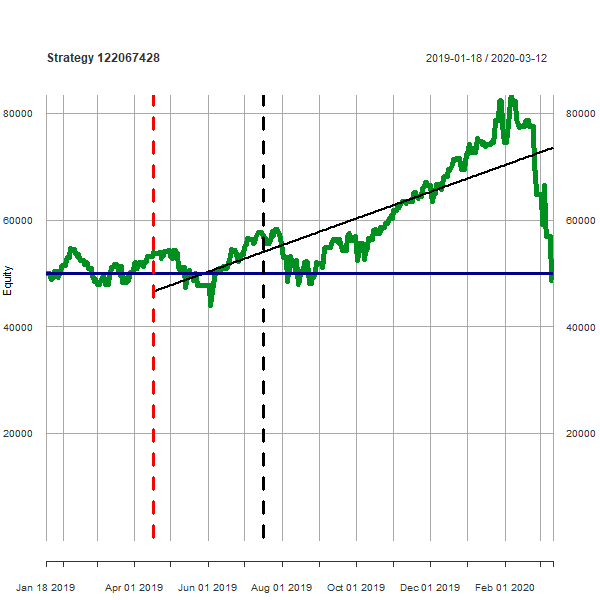 Strategy 122067428 2019-01-18 / 2020-03-12
80000 80000
60000 60000
Equity
40000 40000
20000 20000
Jan 18 2019 Apr 01 2019 Jun 01 2019 Aug 01 2019 Oct 01 2019 Dec 01 2019 Feb 01 2020